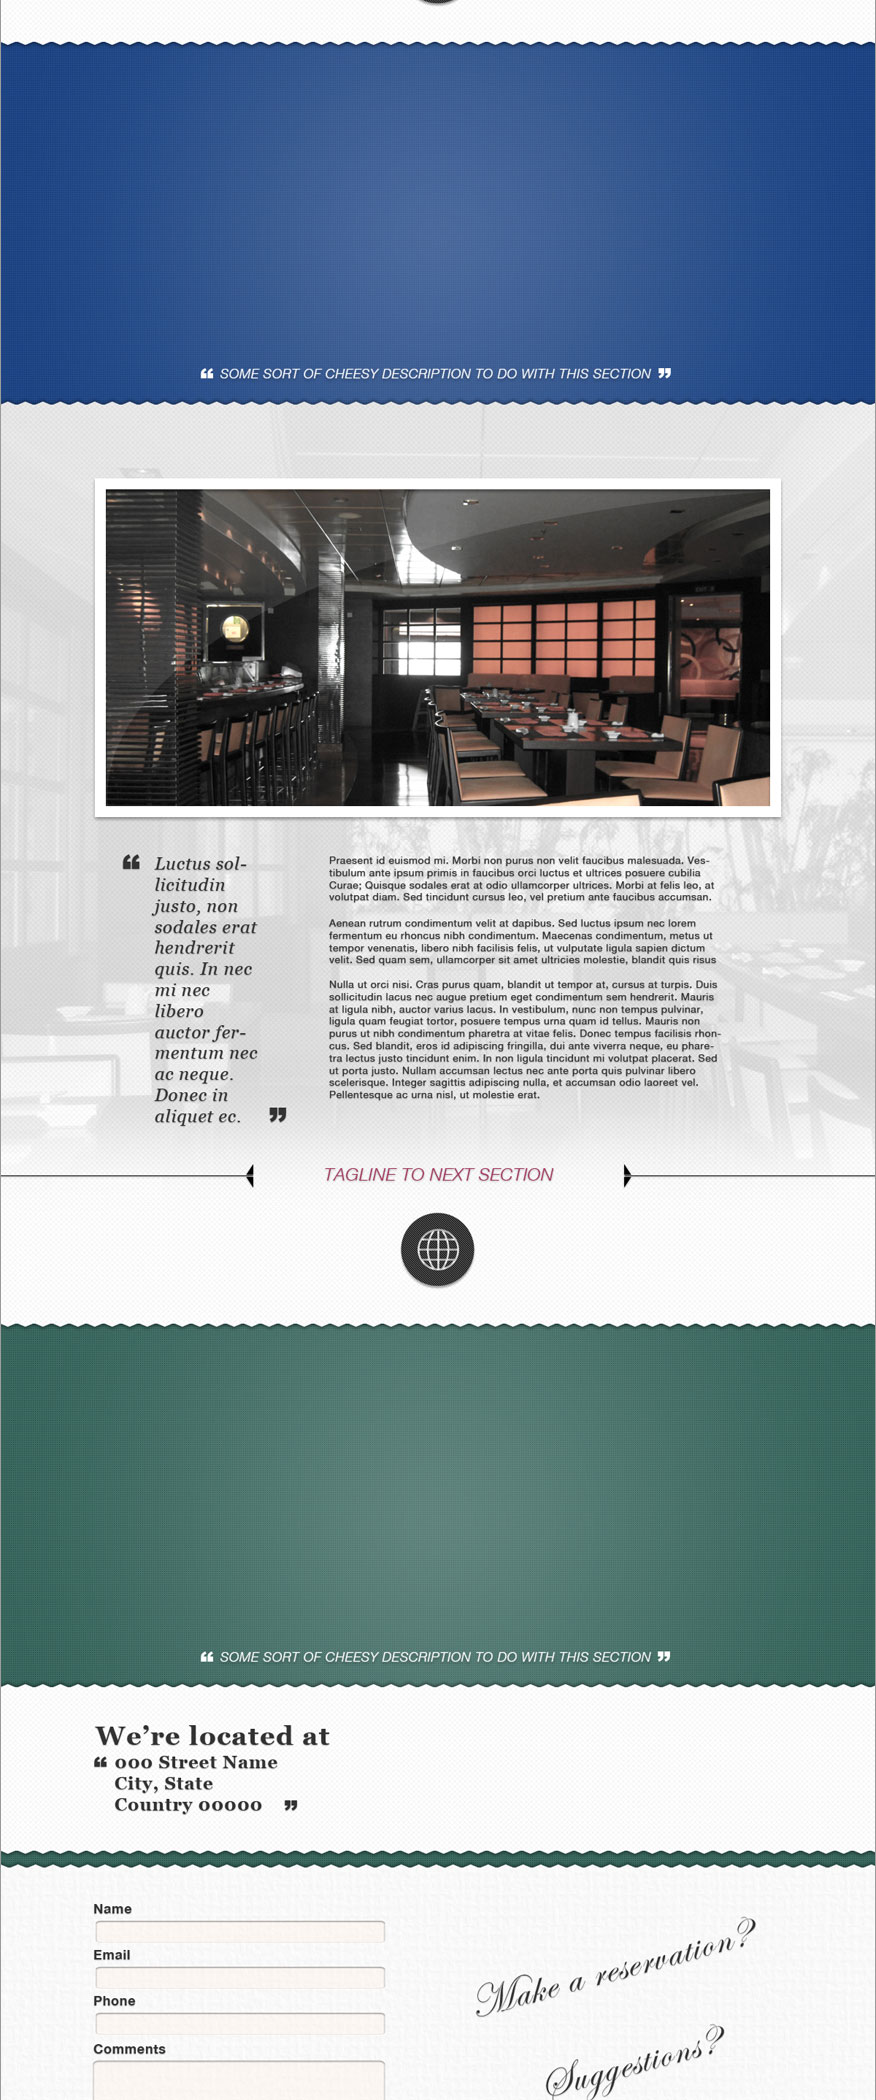 ❝ SOME SORT OF CHEESY DESCRIPTION TO DO WITH THIS SECTION ❞
❝ Luctus sol-
licitudin
justo, non
sodales erat
hendrerit
quis. In nec
mi nec
libero
auctor fer-
mentum nec
ac neque.
Donec in
aliquet ec. ❞
Praesent id euismod mi. Morbi non purus non velit faucibus malesuada. Ves-
tibulum ante ipsum primis in faucibus orci luctus et ultrices posuere cubilia
Curae; Quisque sodales erat at odio ullamcorper ultrices. Morbi at felis leo, at
volutpat diam. Sed tincidunt cursus leo, vel pretium ante faucibus accumsan.
Aenean rutrum condimentum velit at dapibus. Sed luctus ipsum nec lorem
fermentum eu rhoncus nibh condimentum. Maecenas condimentum, metus ut
tempor venenatis, libero nibh facilisis felis, ut vulputate ligula sapien dictum
velit. Sed quam sem, ullamcorper sit amet ultricies molestie, blandit quis risus
Nulla ut orci nisi. Cras purus quam, blandit ut tempor at, cursus at turpis. Duis
sollicitudin lacus nec augue pretium eget condimentum sem hendrerit. Mauris
at ligula nibh, auctor varius lacus. In vestibulum, nunc non tempus pulvinar,
ligula quam feugiat tortor, posuere tempus urna quam id tellus. Mauris non
purus ut nibh condimentum pharetra at vitae felis. Donec tempus facilisis rhon-
cus. Sed blandit, eros id adipiscing fringilla, dui ante viverra neque, eu phare-
tra lectus justo tincidunt enim. In non ligula tincidunt mi volutpat placerat. Sed
ut porta justo. Nullam accumsan lectus nec ante porta quis pulvinar libero
scelerisque. Integer sagittis adipiscing nulla, et accumsan odio laoreet vel.
Pellentesque ac urna nisl, ut molestie erat.
TAGLINE TO NEXT SECTION
❝ SOME SORT OF CHEESY DESCRIPTION TO DO WITH THIS SECTION ❞
We’re located at
❝ 000 Street Name
City, State
Country 00000 ❞
Name
Email
Phone
Comments
Make a reservation?
Suggestions?